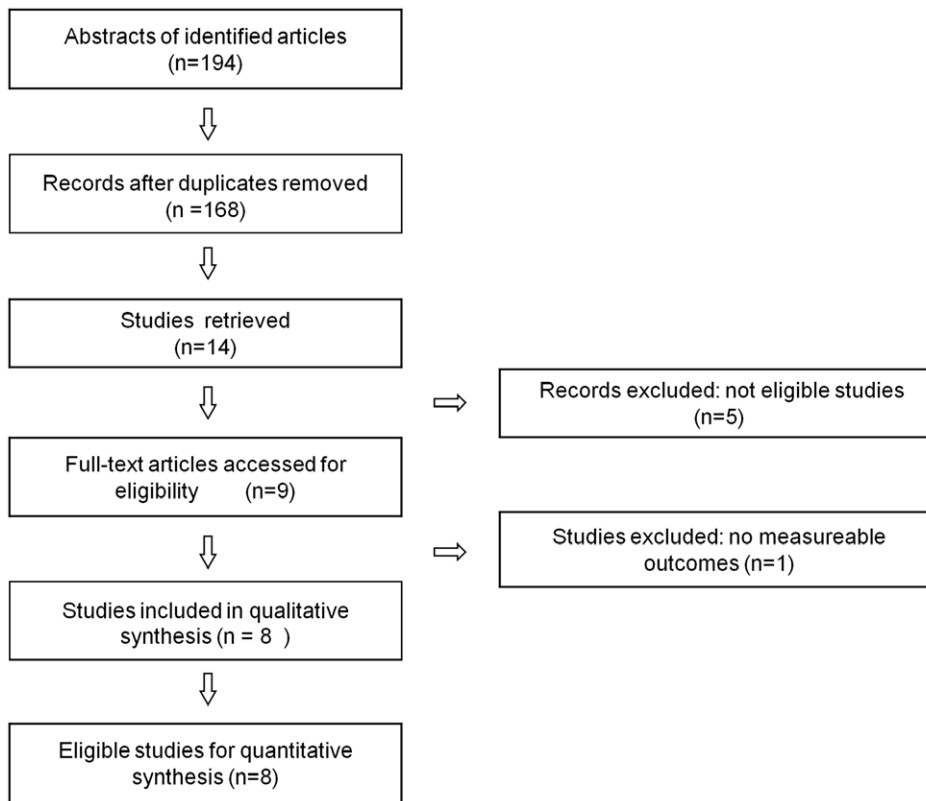 Abstracts of identified articles
(n=194)
Records after duplicates removed
(n =168)
Studies retrieved
(n=14)
Records excluded: not eligible studies
(n=5)
Full-text articles accessed for
eligibility (n=9)
Studies excluded: no measureable
outcomes (n=1)
Studies included in qualitative
synthesis (n = 8 )
Eligible studies for quantitative
synthesis (n=8)